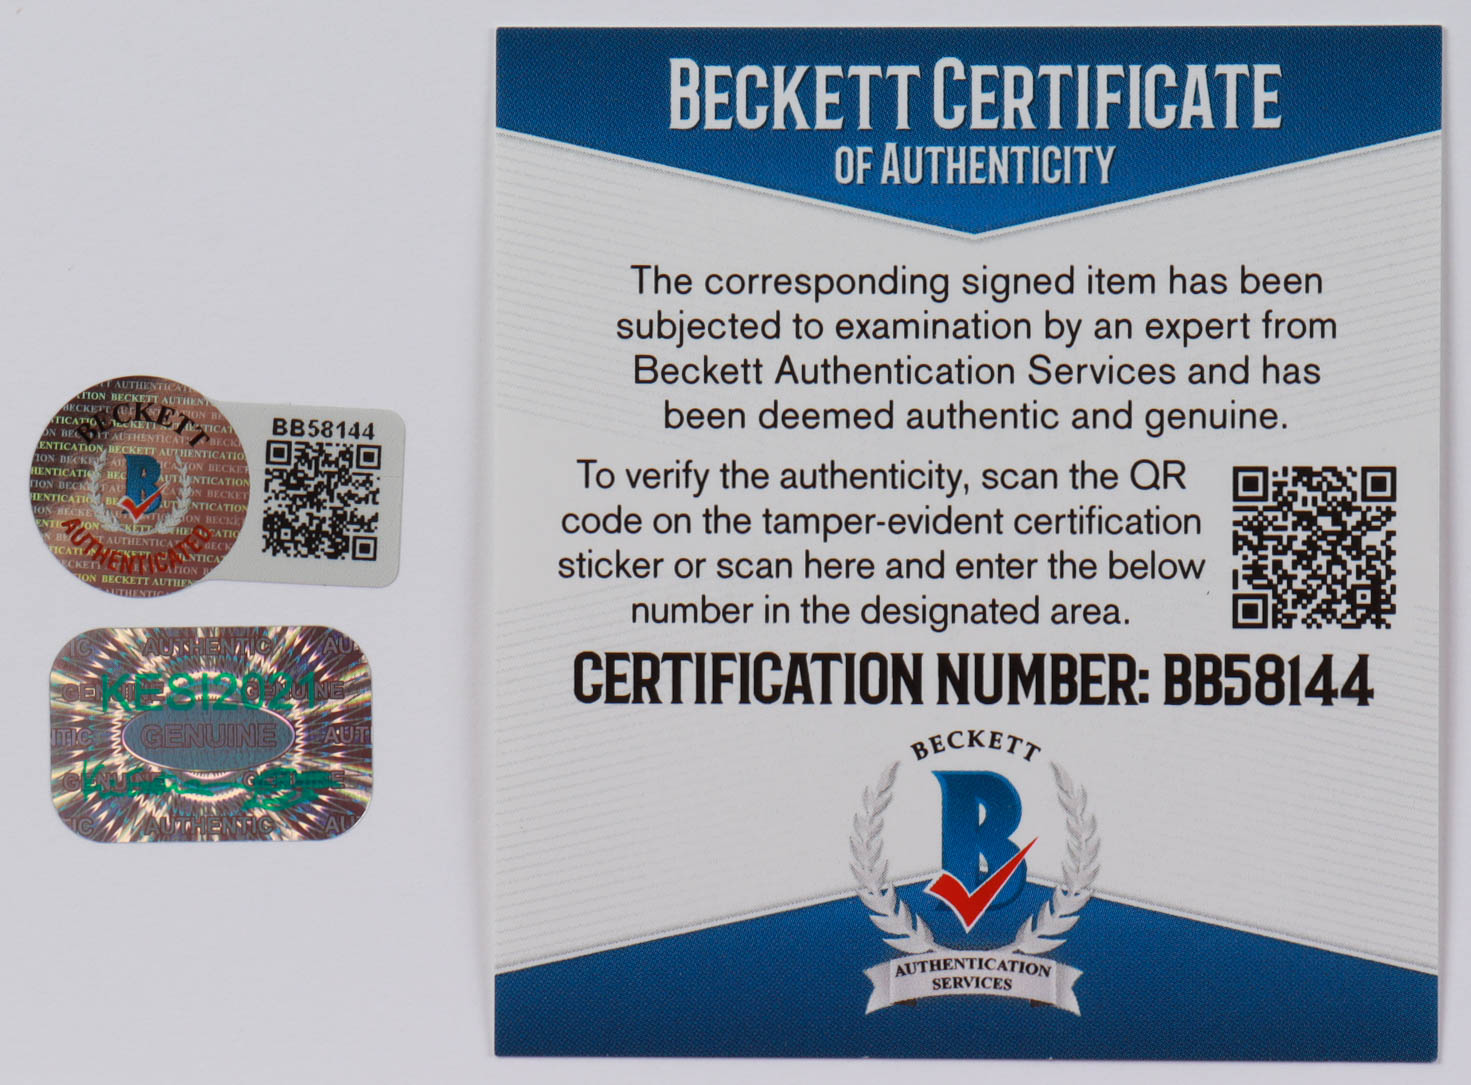 BECKETT
AUTHENTICATED
BB58144
AUTHENTIC
GENUINE
KESI2021
GENUINE
GENUINE
AUTHENTIC
BECKETT CERTIFICATE
OF AUTHENTICITY
The corresponding signed item has been
subjected to examination by an expert from
Beckett Authentication Services and has
been deemed authentic and genuine.
To verify the authenticity, scan the QR
code on the tamper-evident certification
sticker or scan here and enter the below
number in the designated area.
CERTIFICATION NUMBER: BB58144
BECKETT
B
AUTHENTICATION
SERVICES